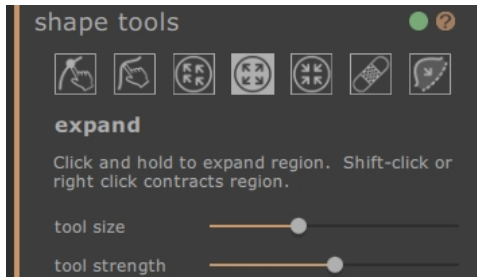 shape tools
?
expand
Click and hold to expand region.  Shift-click or
right click contracts region.
tool size
tool strength